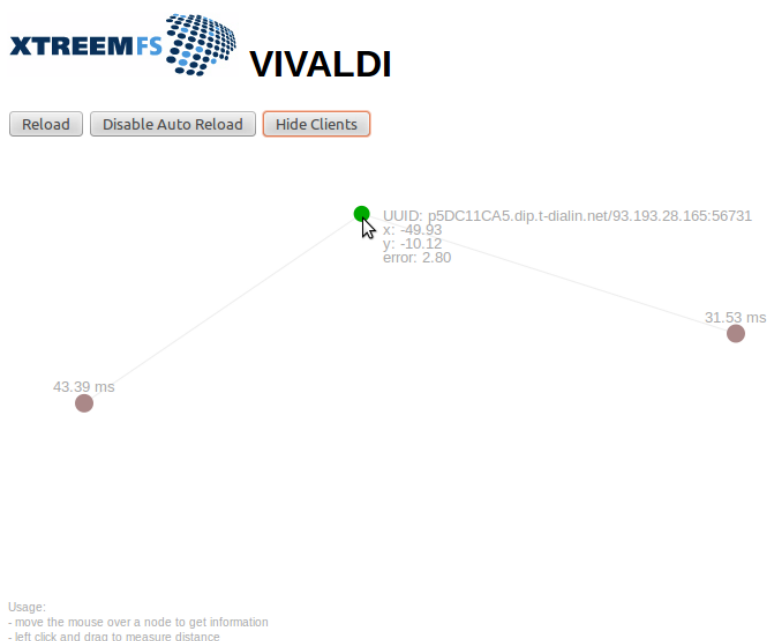 XTREEMFS VIVALDI
Reload Disable Auto Reload Hide Clients
UUID: p5DC11CA5.dip.t-dialin.net/93.193.28.165:56731
x: -49.93
y: -10.12
error: 2.80
31.53 ms
43.39 ms
Usage:
- move the mouse over a node to get information
- left click and drag to measure distance